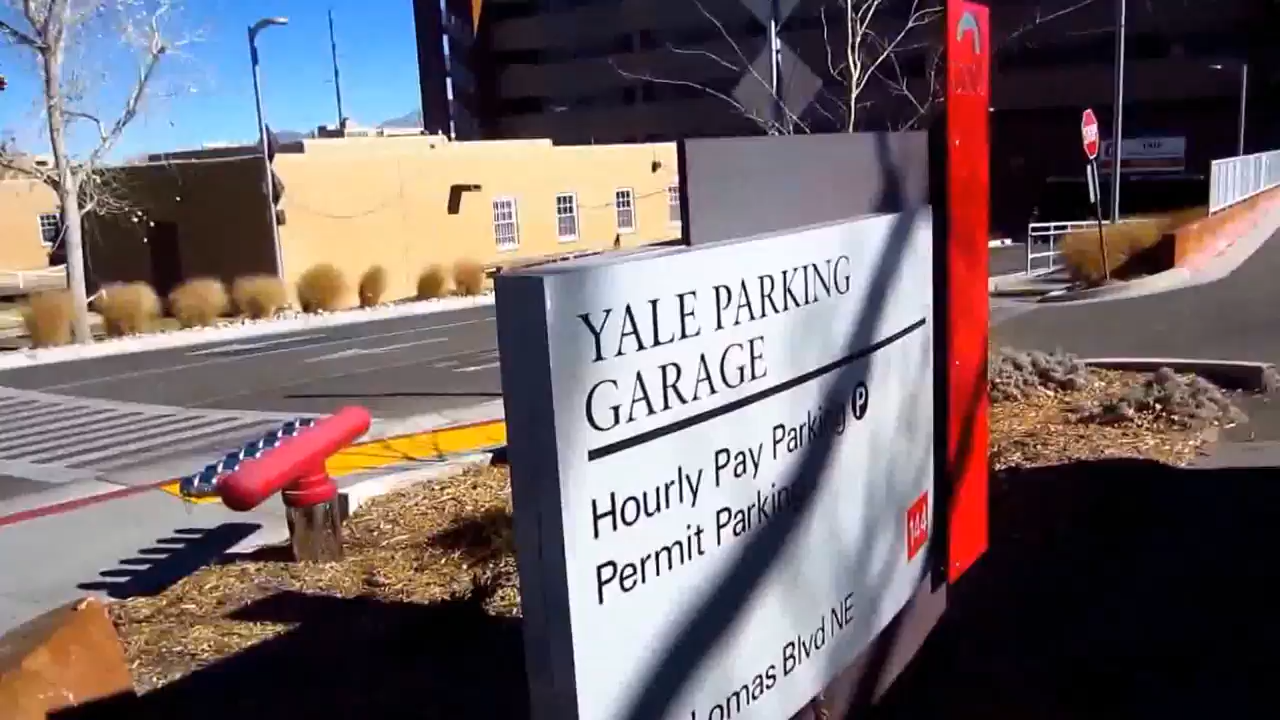 YALE PARKING
GARAGE
Hourly Pay Parking P
Permit Parking
144
Lomas Blvd NE
STOP